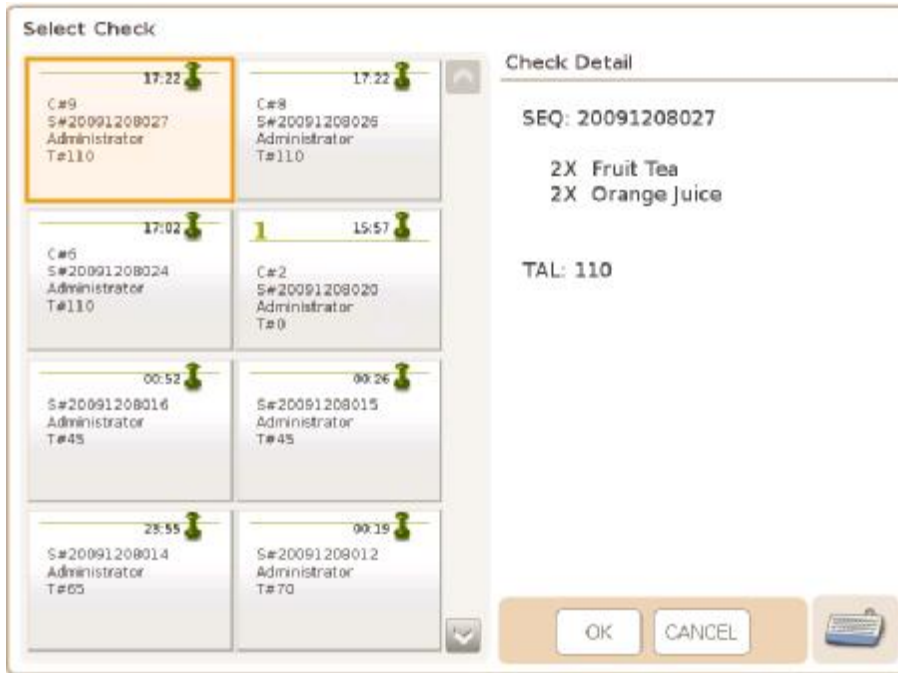 Select Check
17:22
C#9
S#20091208027
Administrator
T#110
17:22
C#8
S#20091208026
Administrator
T#110
17:02
C#6
S#20091208024
Administrator
T#110
1 15:57
C#2
S#20091208020
Administrator
T#0
00:52
S#20091208016
Administrator
T#45
00:26
S#20091208015
Administrator
T#45
23:55
S#20091208014
Administrator
T#65
00:19
S#20091208012
Administrator
T#70
Check Detail
SEQ: 20091208027
2X Fruit Tea
2X Orange Juice
TAL: 110
OK CANCEL